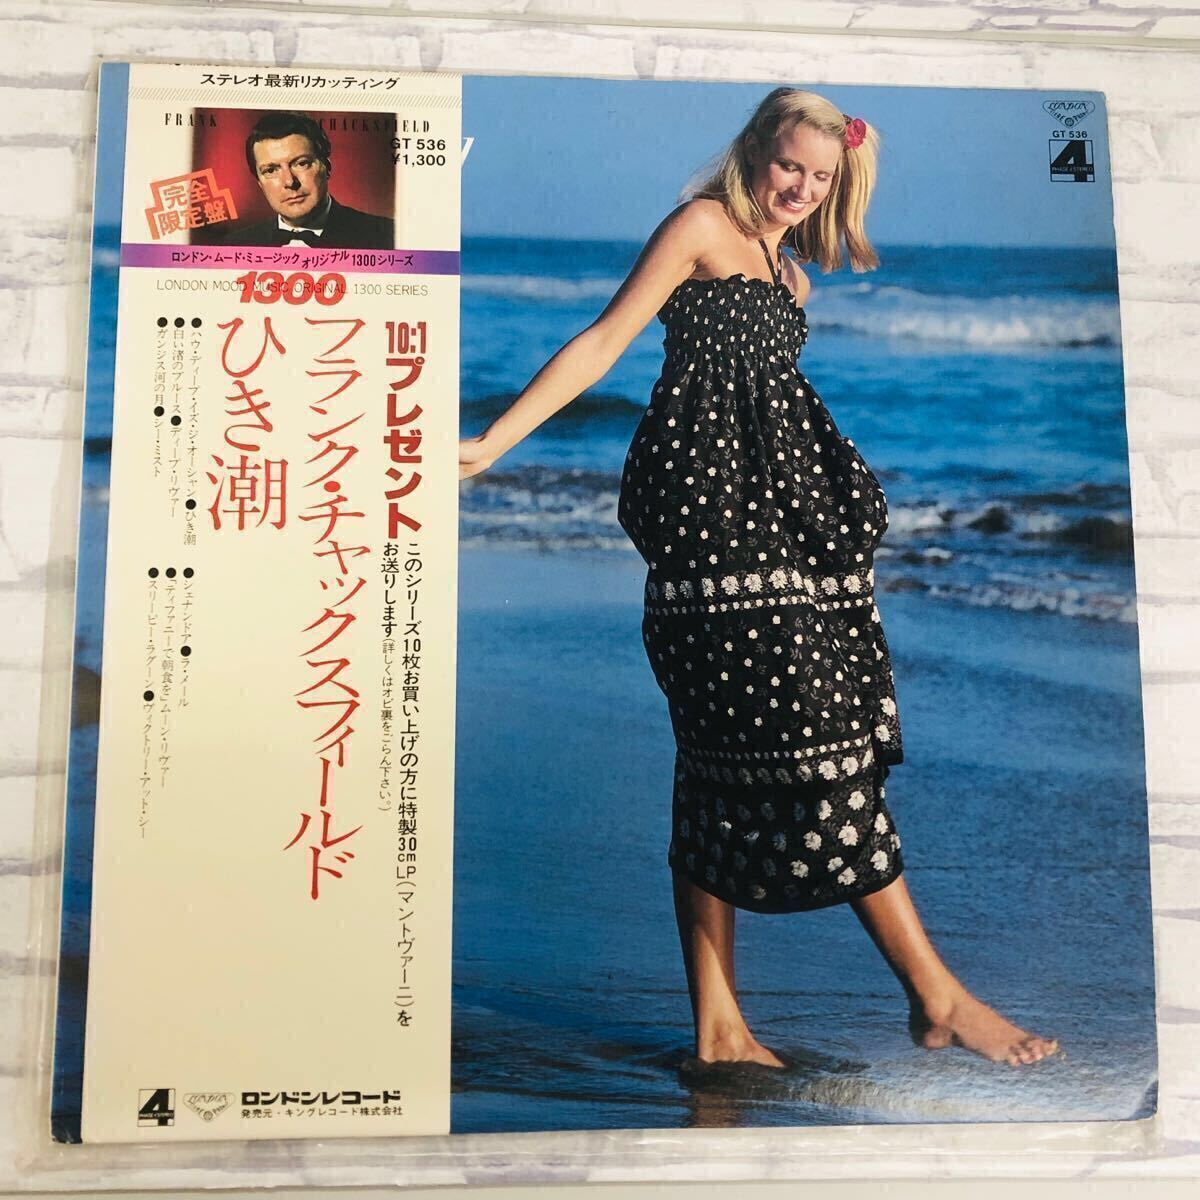 ステレオ最新リカッティング
FRANK CHACKSFIELD
GT 536
¥1,300
完全
限定盤
ロンドン・ムード・ミュージック オリジナル 1300シリーズ
1300
LONDON MOOD MUSIC ORIGINAL 1300 SERIES
10:1プレゼント
このシリーズ10枚お買い上げの方に特製30cmLP(マントヴァーニ)を
お送りします(詳しくはオビ裏をごらん下さい。)
フランク・チャックスフィールド
ひき潮
●ハウ・ディープ・イズ・ジ・オーシャン●ひき潮
●白い渚のブルース●ディープ・リヴァー
●ガンジス河の月●シー・ミスト
●シェナンドア●ラ・メール
●「ティファニーで朝食を」ムーン・リヴァー
●スリーピー・ラグーン●ヴィクトリー・アット・シー
4
PHASE 4 STEREO
LONDON
ロンドンレコード
発売元・キングレコード株式会社
LONDON
GT 536
4
PHASE 4 STEREO